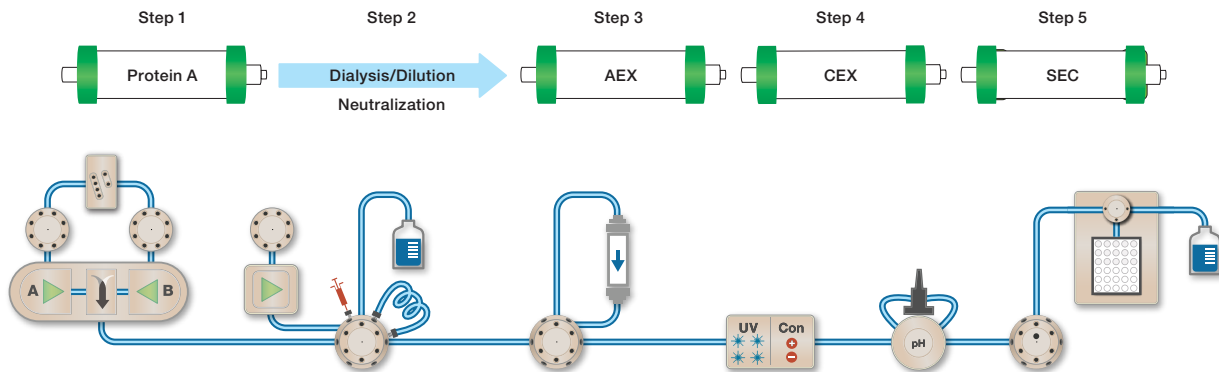 Step 1
Step 2
Step 3
Step 4
Step 5
Protein A
Dialysis/Dilution
Neutralization
AEX
CEX
SEC
A
B
UV
Con
pH